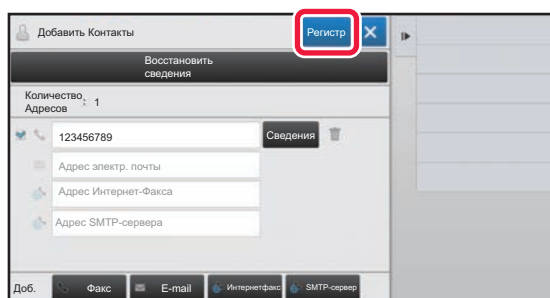 Добавить Контакты
Регистр
Восстановить
сведения
Количество
Адресов : 1
123456789
Сведения
Адрес электр. почты
Адрес Интернет-Факса
Адрес SMTP-сервера
Доб.
Факс
E-mail
Интернетфакс
SMTP-сервер